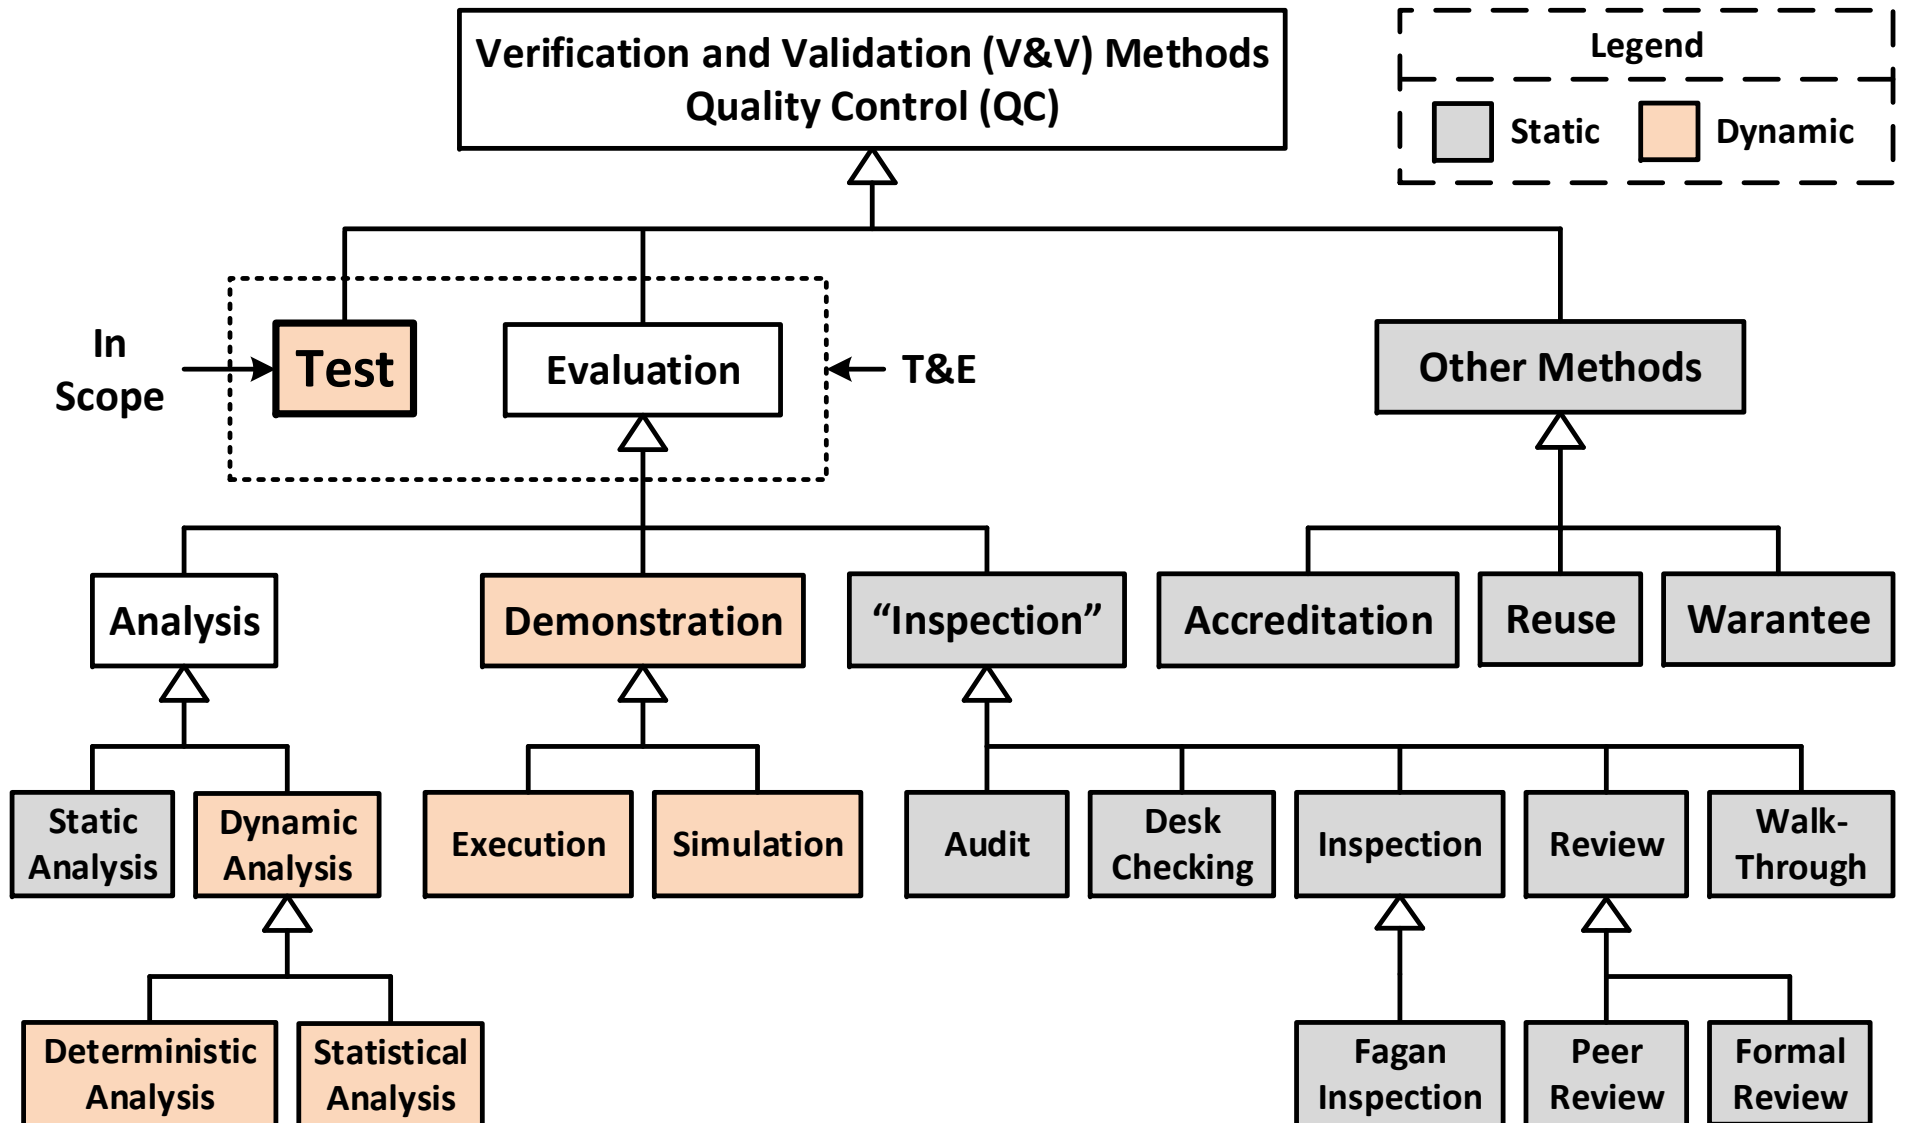 Verification and Validation (V&V) Methods
Quality Control (QC)
Legend
Static
Dynamic
In
Scope
Test
Evaluation
T&E
Other Methods
Analysis
Demonstration
“Inspection”
Accreditation
Reuse
Warantee
Static
Analysis
Dynamic
Analysis
Execution
Simulation
Audit
Desk
Checking
Inspection
Review
Walk-
Through
Deterministic
Analysis
Statistical
Analysis
Fagan
Inspection
Peer
Review
Formal
Review